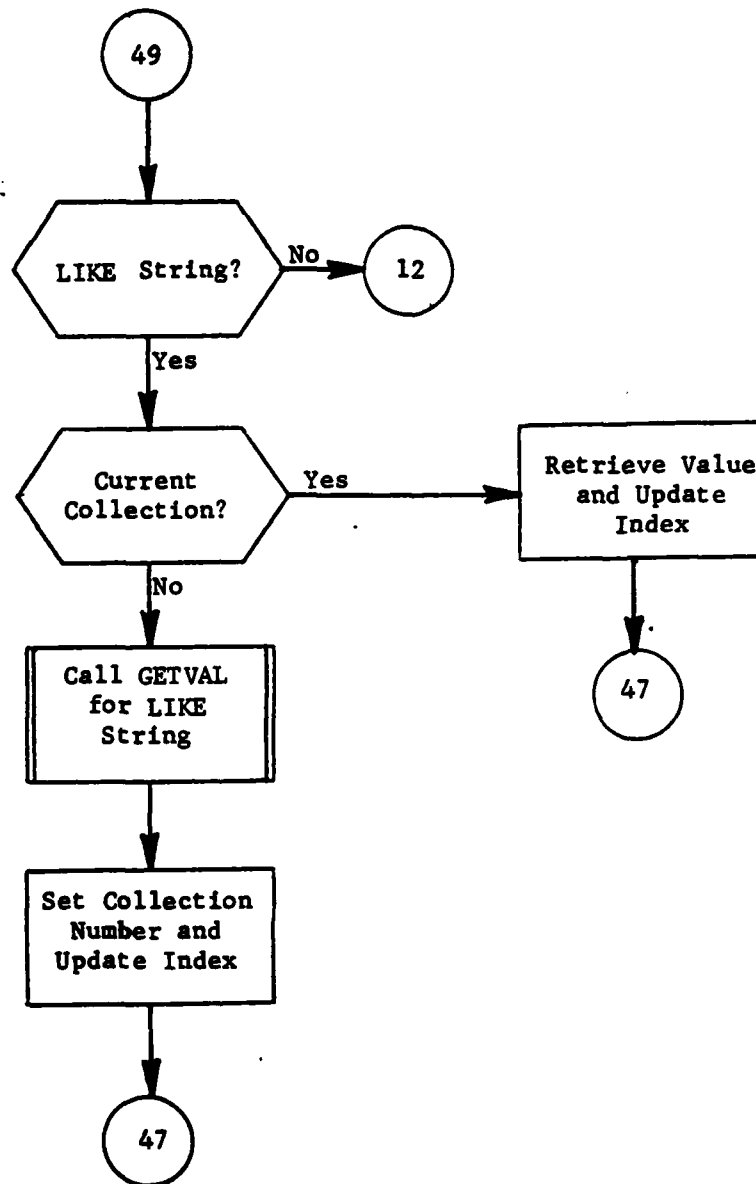 49
LIKE String?
No
12
Yes
Current
Collection?
Yes
Retrieve Value
and Update
Index
No
47
Call GETVAL
for LIKE
String
Set Collection
Number and
Update Index
47